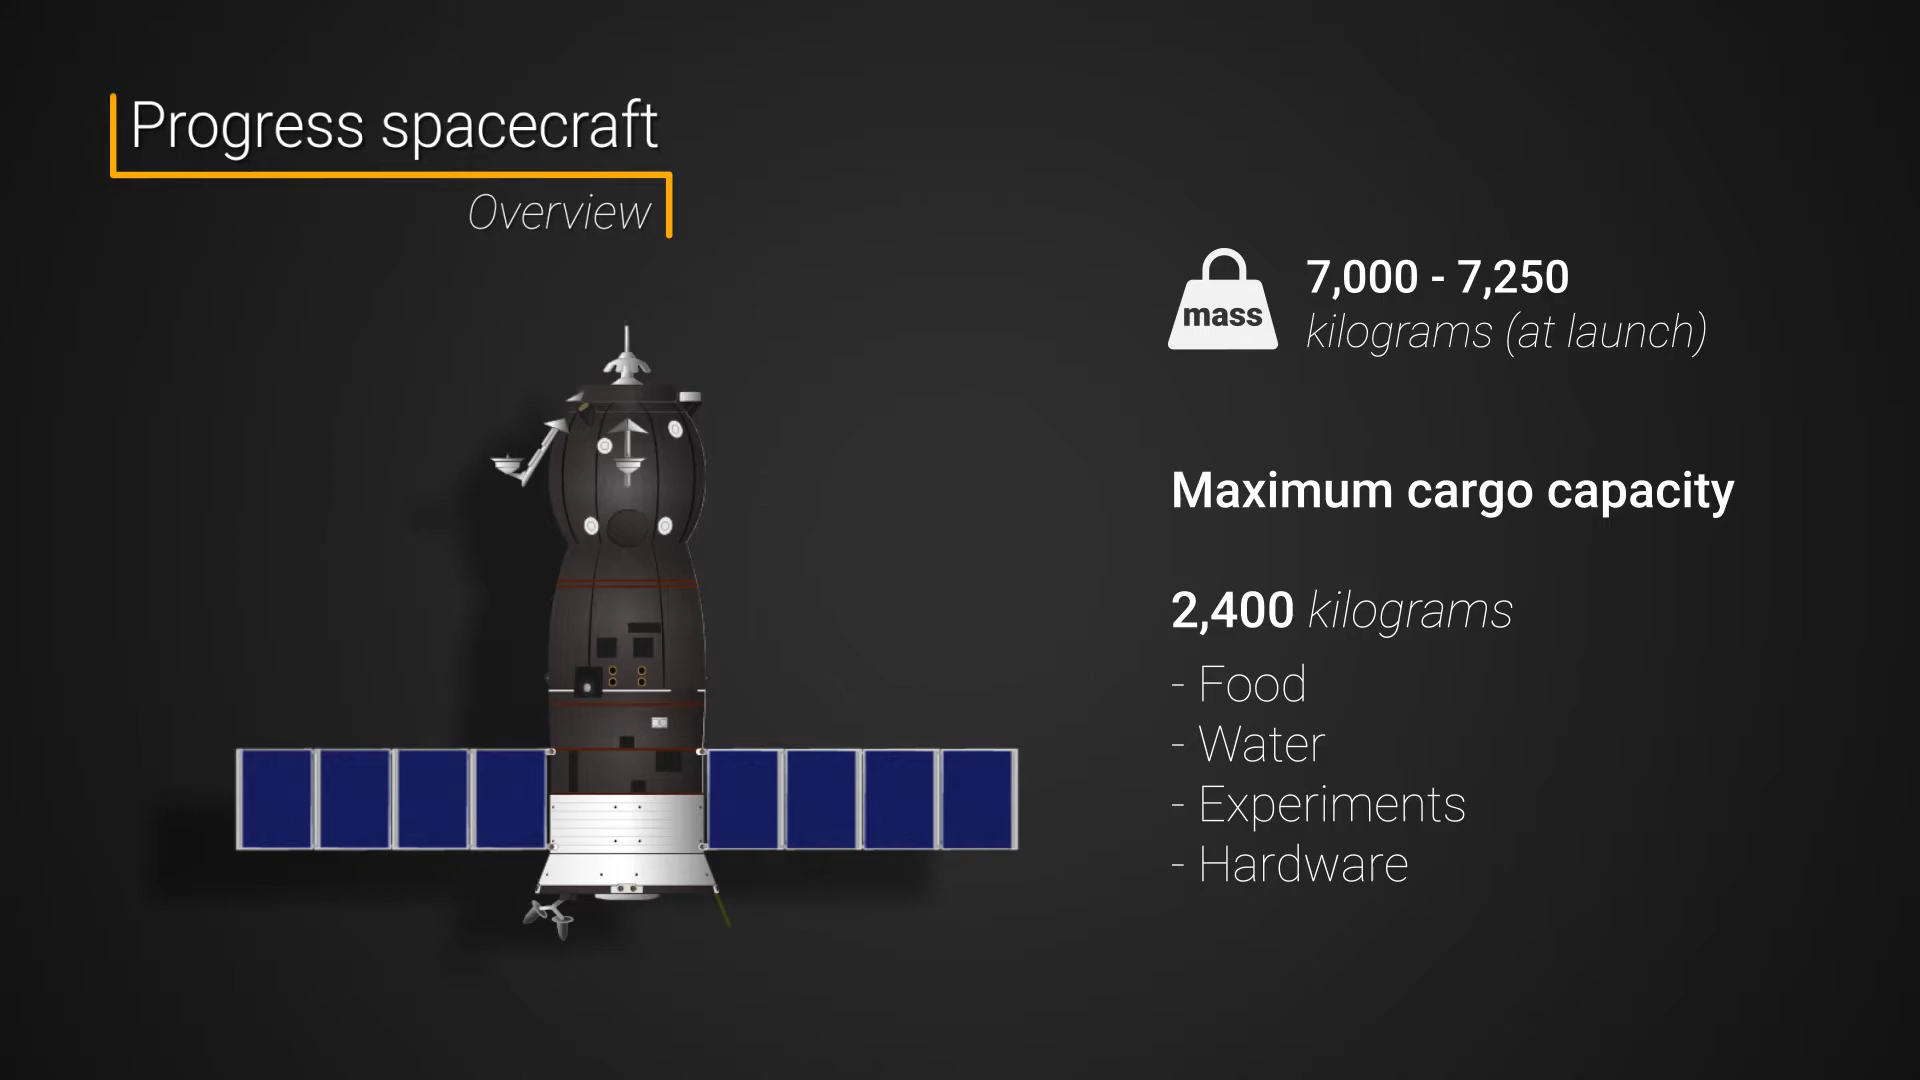 Progress spacecraft
Overview
mass
7,000 - 7,250
kilograms (at launch)
Maximum cargo capacity
2,400 kilograms
- Food
- Water
- Experiments
- Hardware